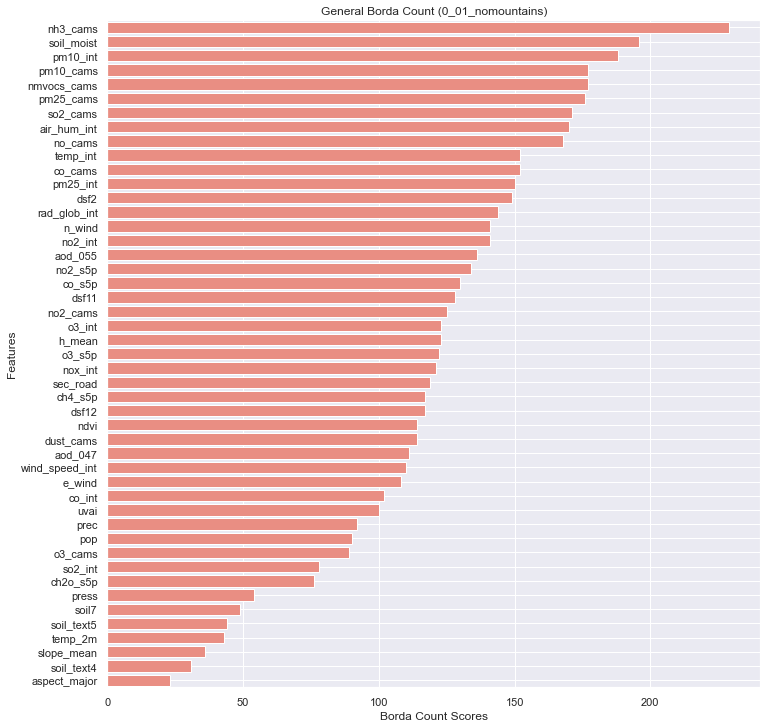 General Borda Count (0_01_nomountains)
Features
nh3_cams
soil_moist
pm10_int
pm10_cams
nmvocs_cams
pm25_cams
so2_cams
air_hum_int
no_cams
temp_int
co_cams
pm25_int
dsf2
rad_glob_int
n_wind
no2_int
aod_055
no2_s5p
co_s5p
dsf11
no2_cams
o3_int
h_mean
o3_s5p
nox_int
sec_road
ch4_s5p
dsf12
ndvi
dust_cams
aod_047
wind_speed_int
e_wind
co_int
uvai
prec
pop
o3_cams
so2_int
ch2o_s5p
press
soil7
soil_text5
temp_2m
slope_mean
soil_text4
aspect_major
0 50 100 150 200
Borda Count Scores